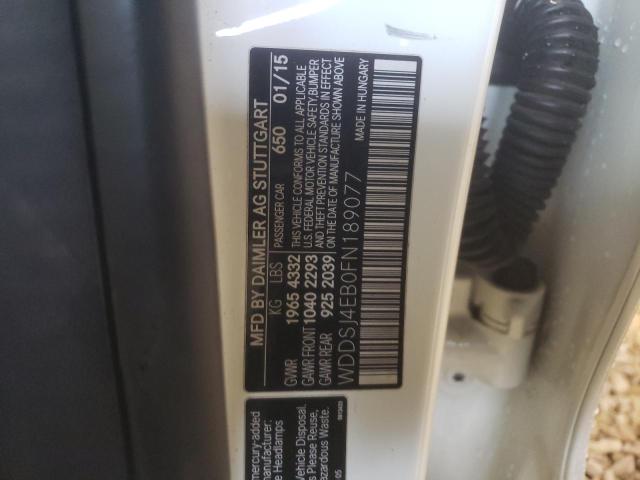 MFD BY DAIMLER AG STUTTGART
PASSENGER CAR 650 01/15
KG LBS
GVWR 1965 4332
GAWR FRONT 1040 2293
GAWR REAR 925 2039
THIS VEHICLE CONFORMS TO ALL APPLICABLE
U.S. FEDERAL MOTOR VEHICLE SAFETY,BUMPER
AND THEFT PREVENTION STANDARDS IN EFFECT
ON THE DATE OF MANUFACTURE SHOWN ABOVE
MADE IN HUNGARY
WDDSJ4EB0FN189077
mercury-added
manufacturer:
e Headlamps
Vehicle Disposal.
s Please Reuse,
azardous Waste.
05